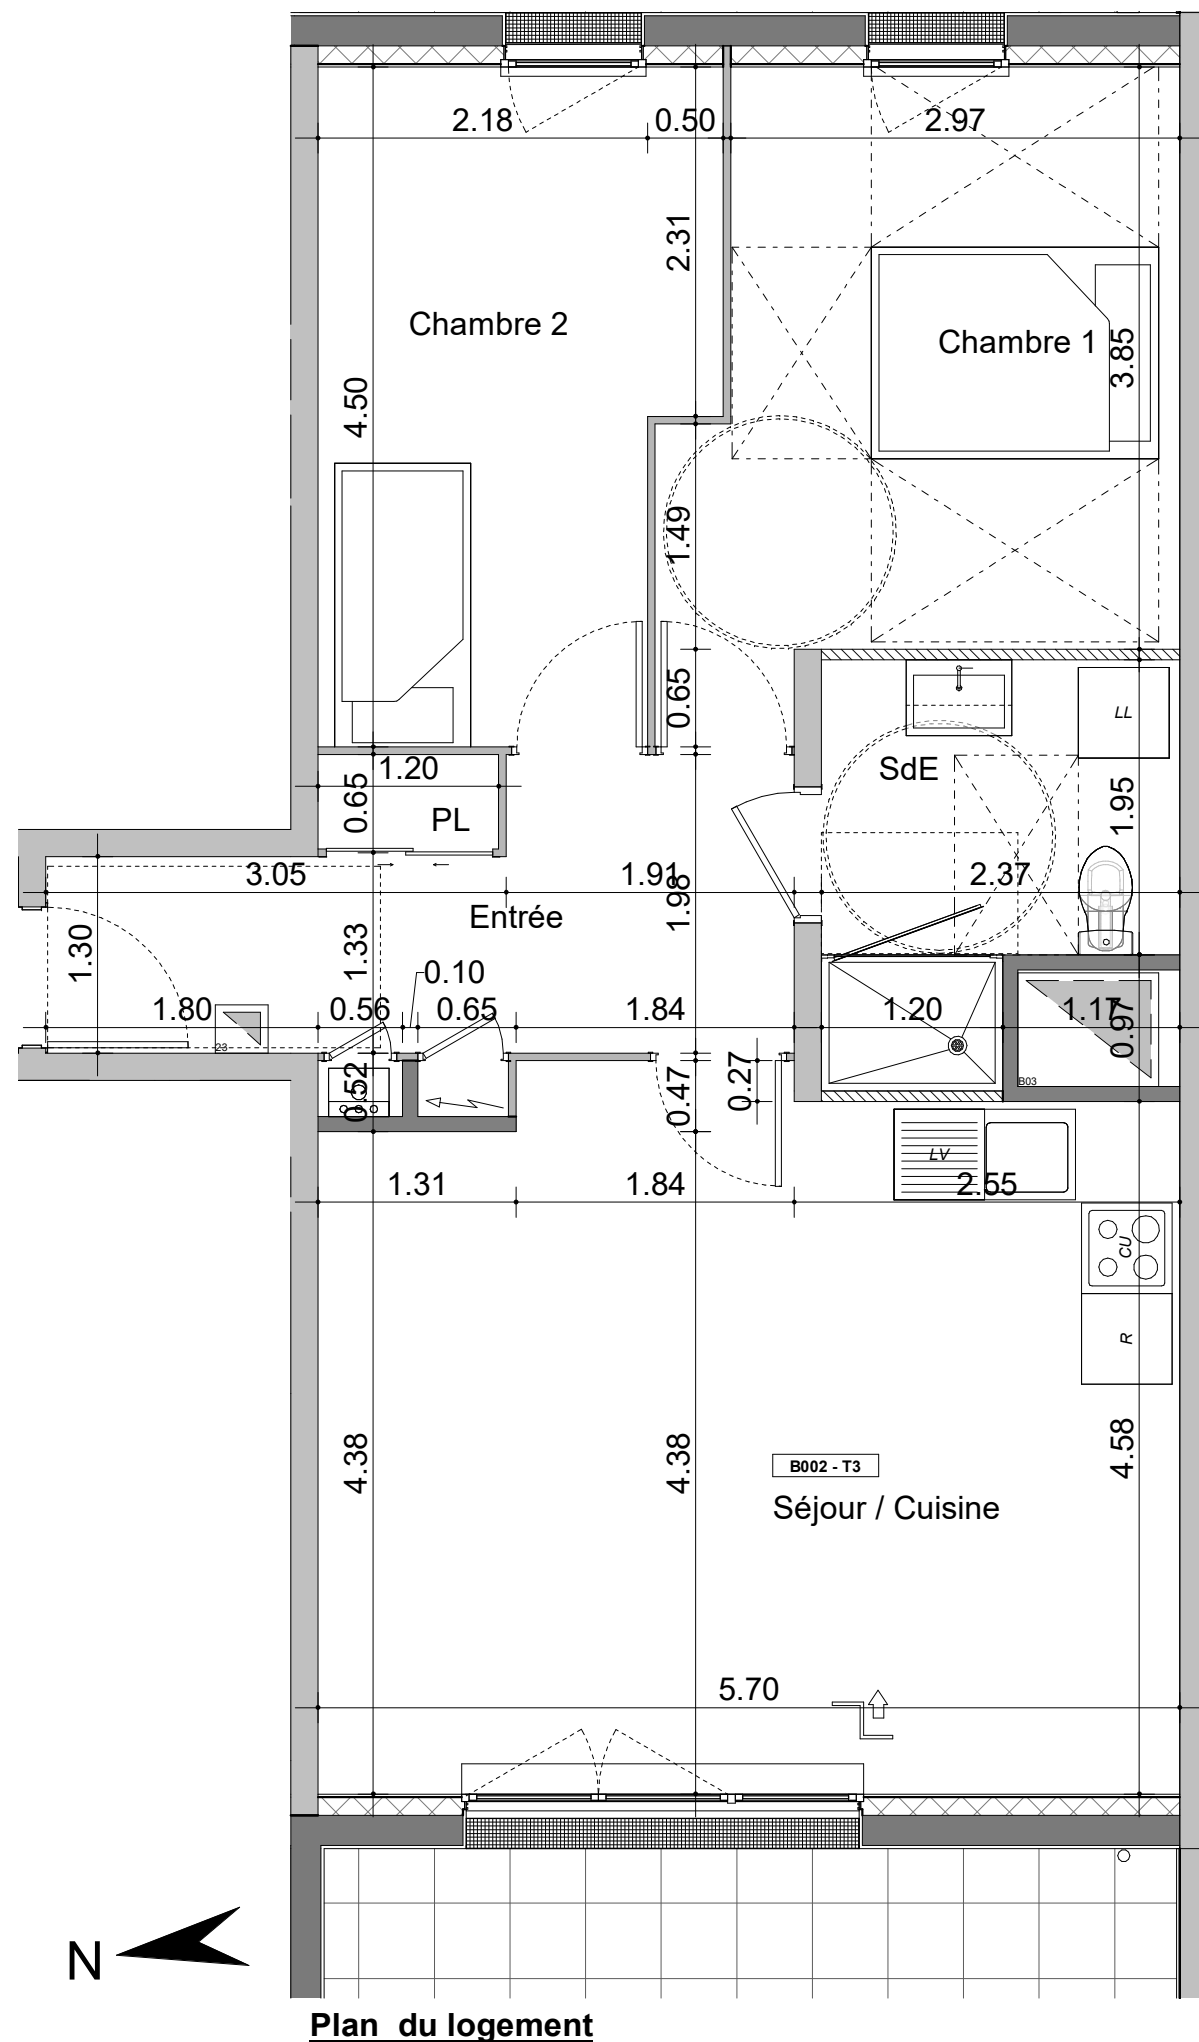 2.18 0.50 2.97
2.31
Chambre 2
Chambre 1
3.85
4.50
1.49
0.65
LL
SdE
1.20
0.65
PL
1.95
3.05 1.91 2.37
1.98
Entrée
1.30
1.33
0.10
1.80 0.56 0.65 1.84 1.20 1.17
0.97
23
B03
0.52
0.47
0.27
LV
1.31 1.84 2.55
CU
R
4.38
4.38
4.58
B002 - T3
Séjour / Cuisine
5.70
N
Plan du logement